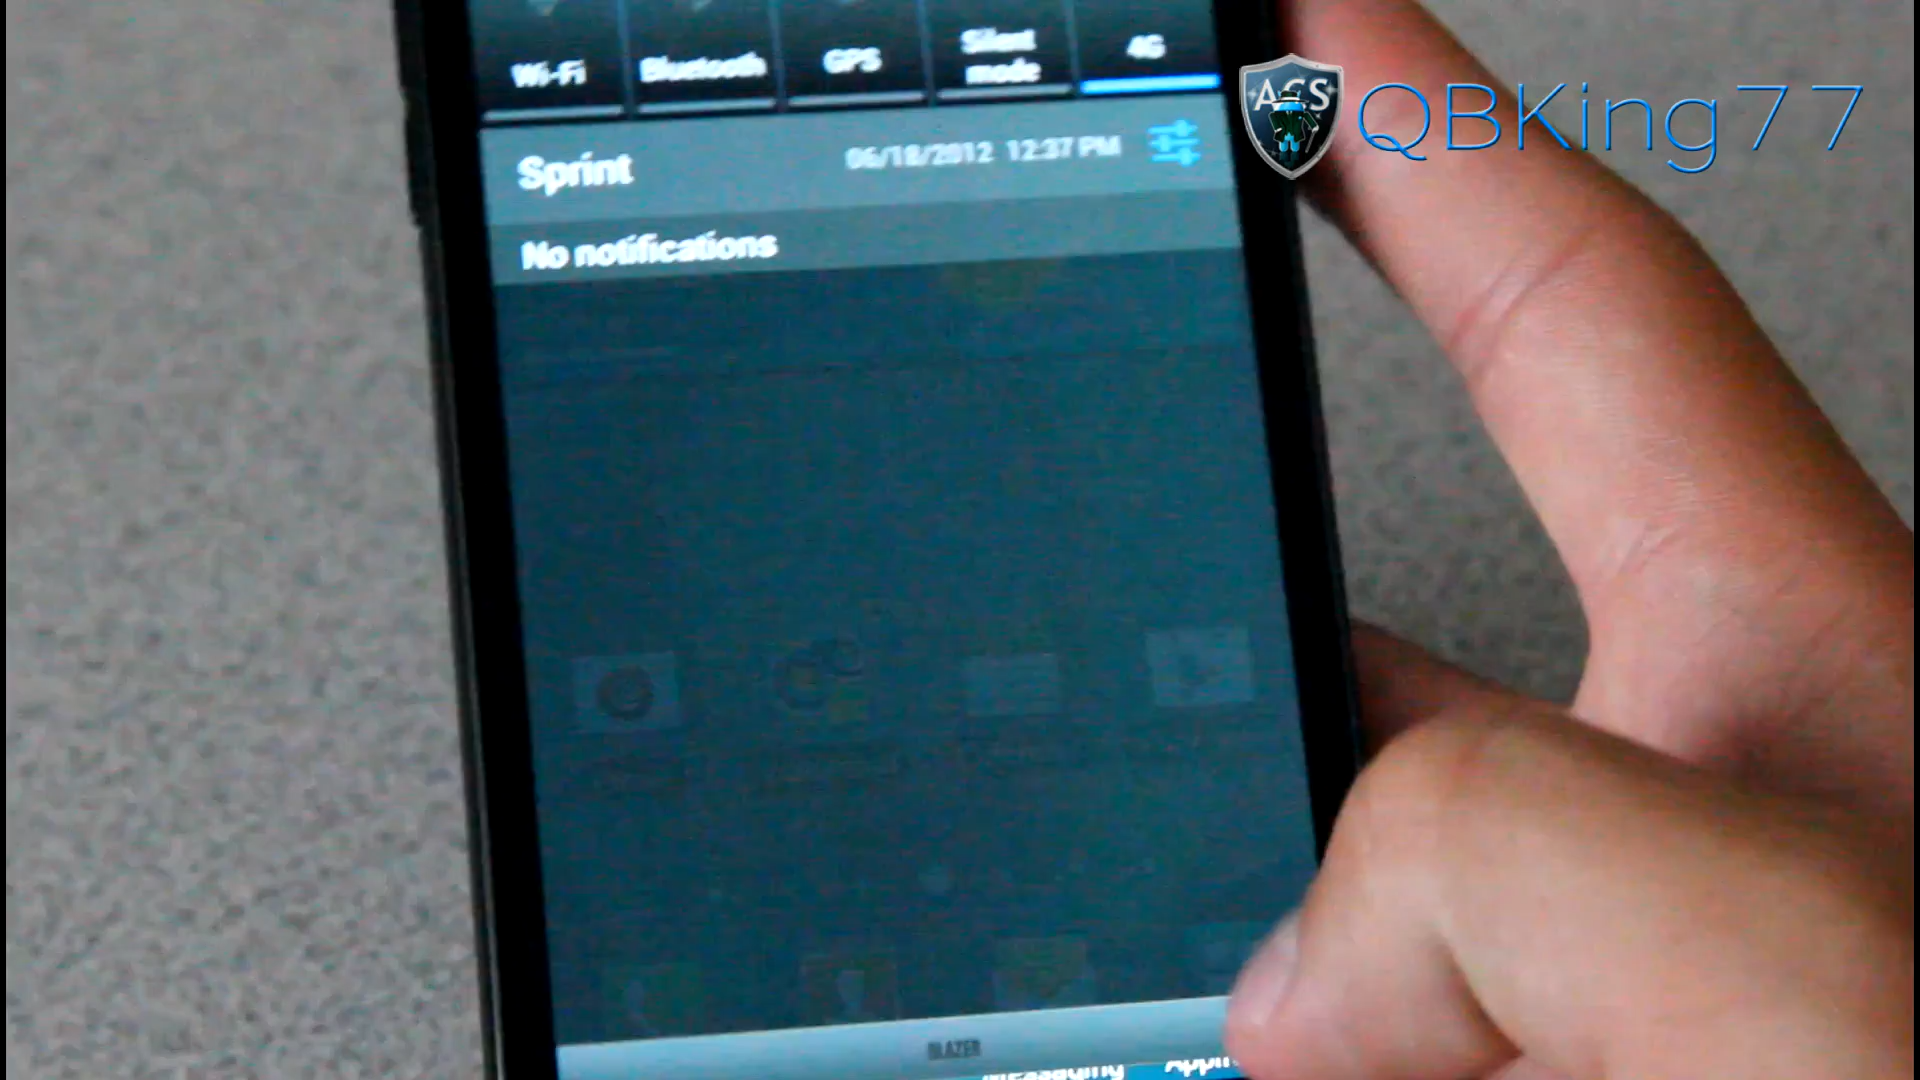 Wi-Fi Bluetooth GPS Silent mode 4G
ACS QBKing77
Sprint 06/18/2012 12:37 PM
No notifications
BLAZER
Messaging